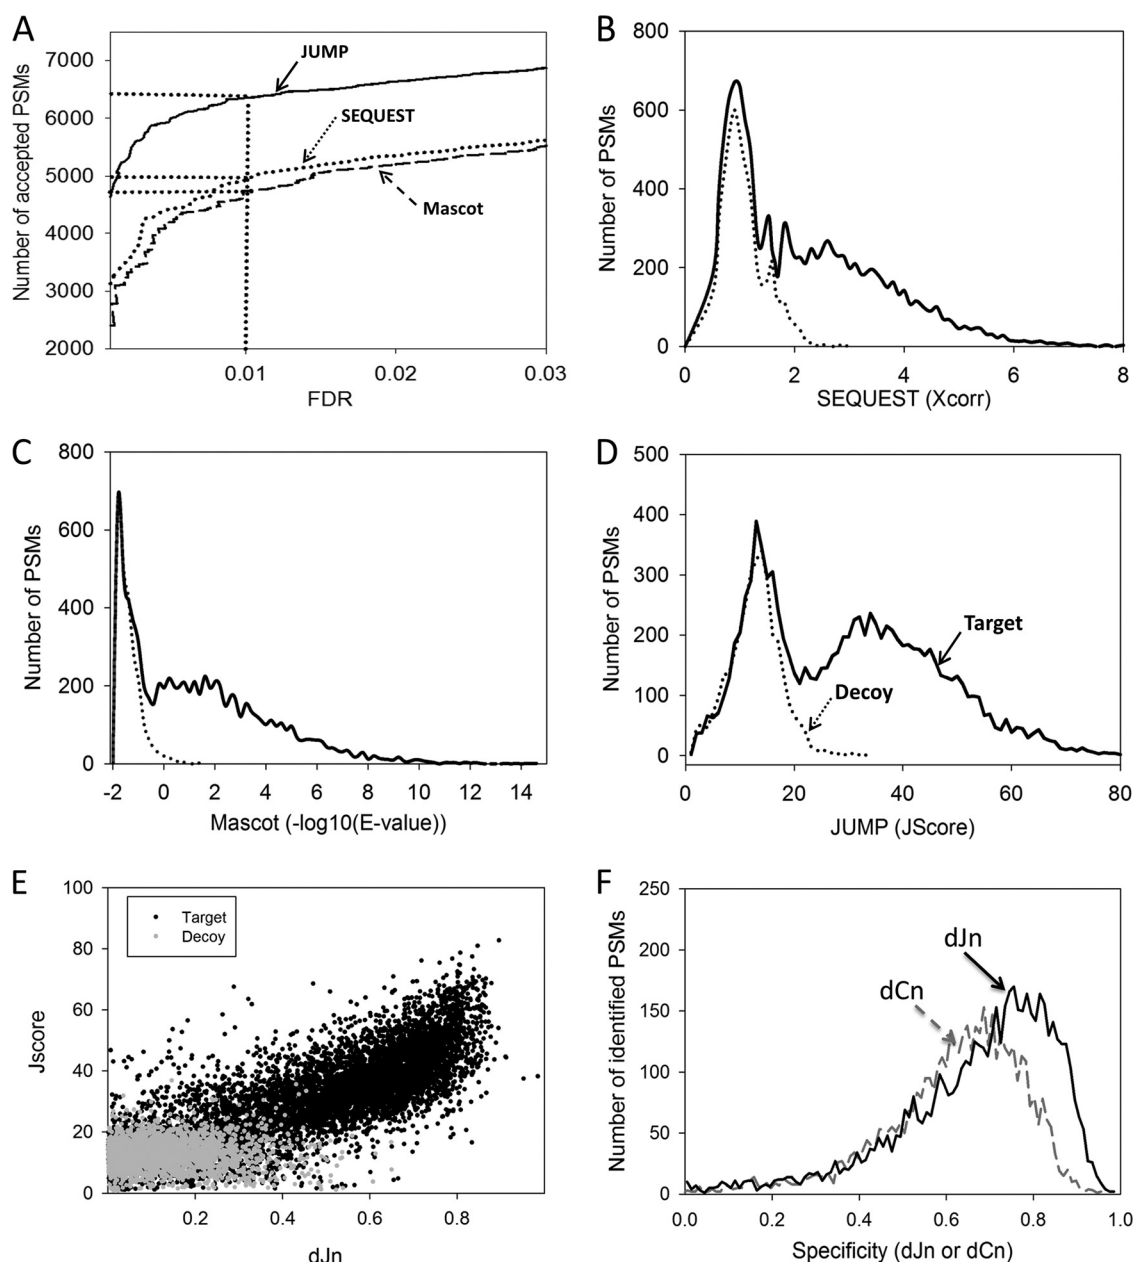 A
Number of accepted PSMs
7000
6000
5000
4000
3000
2000
JUMP
SEQUEST
Mascot
0.01
0.02
0.03
FDR
B
Number of PSMs
800
600
400
200
0
0
2
4
6
8
SEQUEST (Xcorr)
C
Number of PSMs
800
600
400
200
0
-2
0
2
4
6
8
10
12
14
Mascot (-log10(E-value))
D
Number of PSMs
500
400
300
200
100
0
Target
Decoy
0
20
40
60
80
JUMP (JScore)
E
Jscore
100
80
60
40
20
0
Target
Decoy
0.2
0.4
0.6
0.8
dJn
F
Number of identified PSMs
250
200
150
100
50
0
dJn
dCn
0.0
0.2
0.4
0.6
0.8
1.0
Specificity (dJn or dCn)